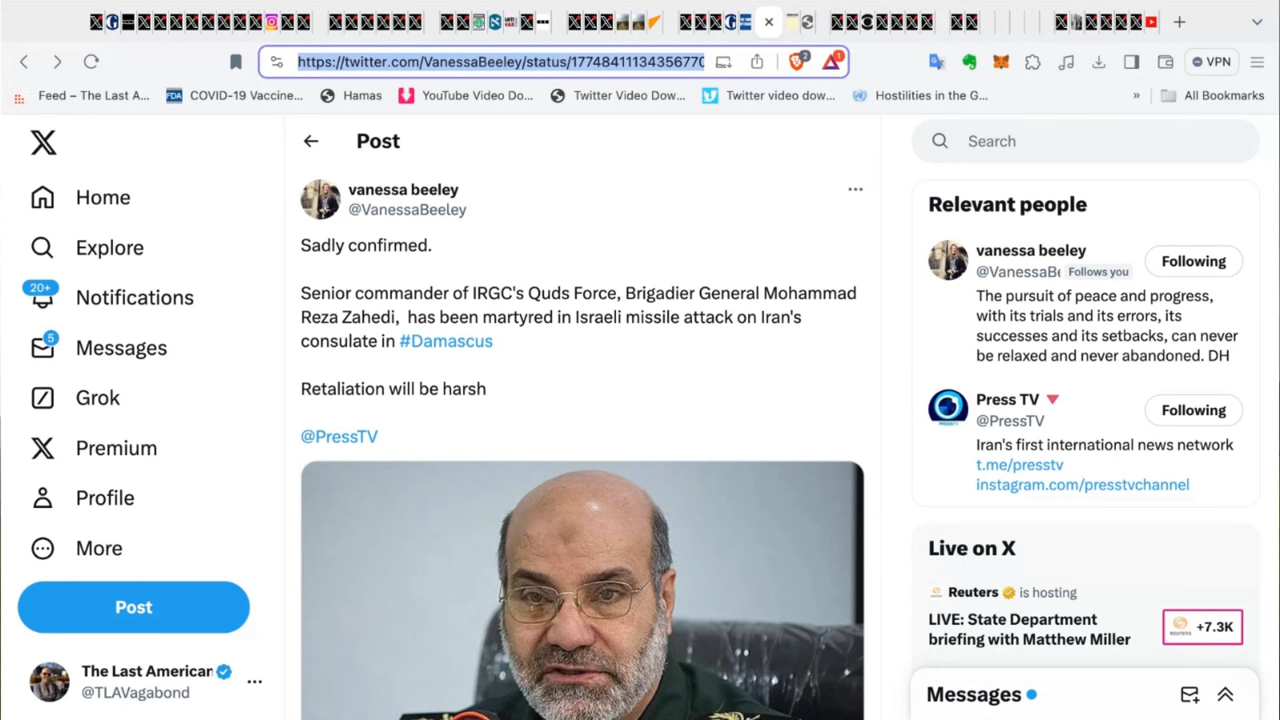 https://twitter.com/VanessaBeeley/status/17748411134356770
2
1
VPN
Feed – The Last A...
FDA COVID-19 Vaccine...
Hamas
YouTube Video Do...
Twitter Video Dow...
Twitter video dow...
Hostilities in the G...
»
All Bookmarks
Home
Explore
20+
Notifications
5
Messages
Grok
Premium
Profile
More
Post
The Last American
@TLAVagabond
Post
vanessa beeley
@VanessaBeeley
Sadly confirmed.
Senior commander of IRGC's Quds Force, Brigadier General Mohammad
Reza Zahedi, has been martyred in Israeli missile attack on Iran's
consulate in #Damascus
Retaliation will be harsh
@PressTV
Search
Relevant people
vanessa beeley
@VanessaBe Follows you
Following
The pursuit of peace and progress,
with its trials and its errors, its
successes and its setbacks, can never
be relaxed and never abandoned. DH
Press TV
@PressTV
Following
Iran's first international news network
t.me/presstv
instagram.com/presstvchannel
Live on X
Reuters is hosting
LIVE: State Department
briefing with Matthew Miller
REUTERS
+7.3K
Messages